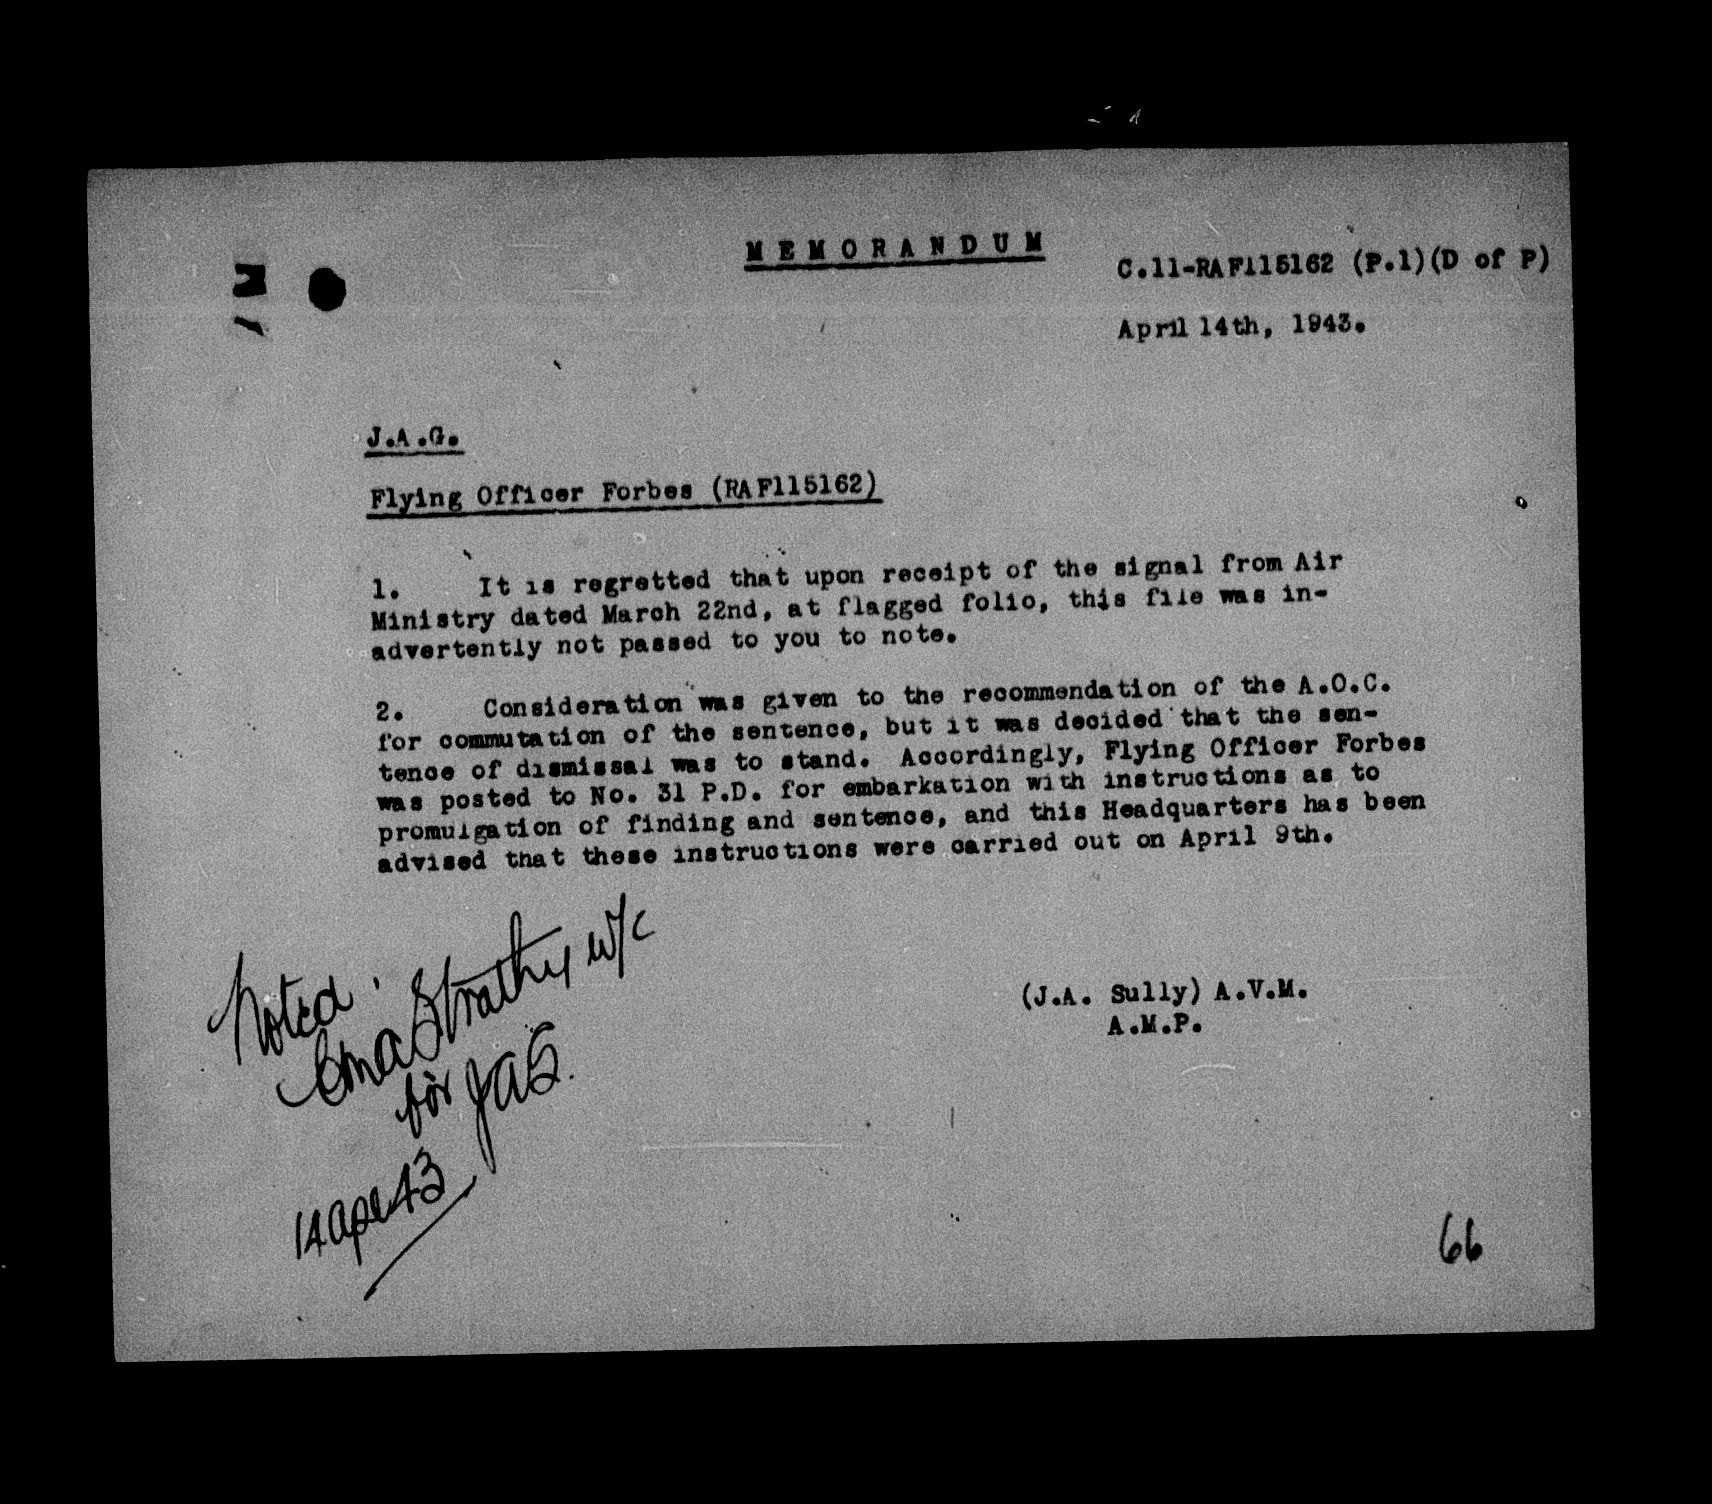 MEMORANDUM
C.11-RAF115162 (P.1)(D of P)
April 14th, 1943.
J.A.G.
Flying Officer Forbes (RAF115162)
1. It is regretted that upon receipt of the signal from Air
Ministry dated March 22nd, at flagged folio, this file was in-
advertently not passed to you to note.
2. Consideration was given to the recommendation of the A.O.C.
for commutation of the sentence, but it was decided that the sen-
tence of dismissal was to stand. Accordingly, Flying Officer Forbes
was posted to No. 31 P.D. for embarkation with instructions as to
promulgation of finding and sentence, and this Headquarters has been
advised that these instructions were carried out on April 9th.
(J.A. Sully) A.V.M.
A.M.P.
Noted
Strathy W/C
for JAG.
14 Apl 43
66